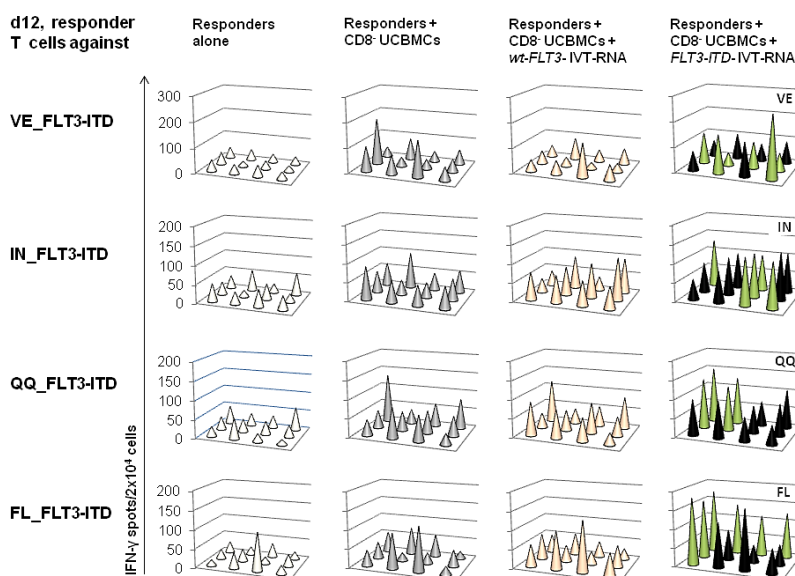 d12, responder
T cells against
Responders
alone
Responders +
CD8- UCBMCs
Responders +
CD8- UCBMCs +
wt-FLT3- IVT-RNA
Responders +
CD8- UCBMCs +
FLT3-ITD- IVT-RNA
VE_FLT3-ITD
300
200
100
0
VE
IN_FLT3-ITD
200
150
100
50
0
IN
QQ_FLT3-ITD
200
150
100
50
0
QQ
FL_FLT3-ITD
200
150
100
50
0
FL
IFN-γ spots/2x10⁴ cells